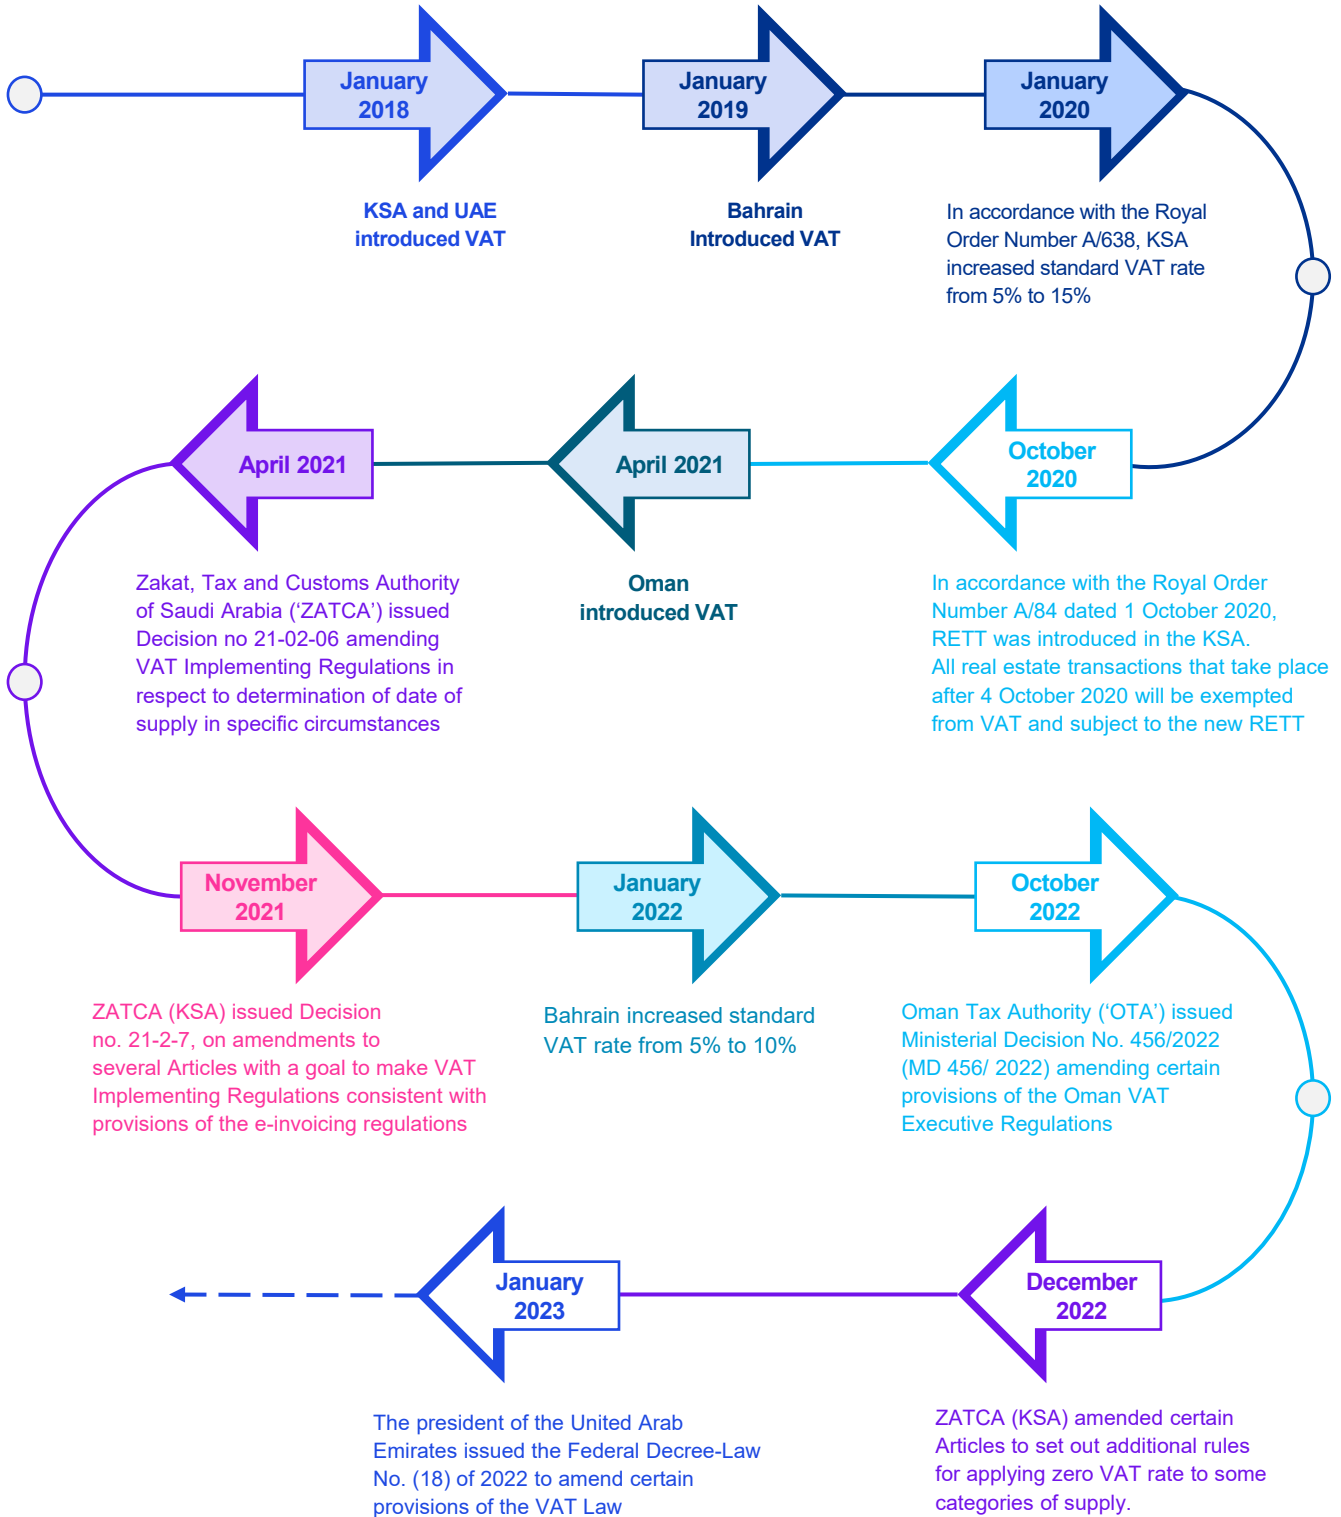 January
2018
KSA and UAE
introduced VAT
January
2019
Bahrain
Introduced VAT
January
2020
In accordance with the Royal
Order Number A/638, KSA
increased standard VAT rate
from 5% to 15%
October
2020
In accordance with the Royal Order
Number A/84 dated 1 October 2020,
RETT was introduced in the KSA.
All real estate transactions that take place
after 4 October 2020 will be exempted
from VAT and subject to the new RETT
April 2021
Oman
introduced VAT
April 2021
Zakat, Tax and Customs Authority
of Saudi Arabia (‘ZATCA’) issued
Decision no 21-02-06 amending
VAT Implementing Regulations in
respect to determination of date of
supply in specific circumstances
November
2021
ZATCA (KSA) issued Decision
no. 21-2-7, on amendments to
several Articles with a goal to make VAT
Implementing Regulations consistent with
provisions of the e-invoicing regulations
January
2022
Bahrain increased standard
VAT rate from 5% to 10%
October
2022
Oman Tax Authority (‘OTA’) issued
Ministerial Decision No. 456/2022
(MD 456/ 2022) amending certain
provisions of the Oman VAT
Executive Regulations
December
2022
ZATCA (KSA) amended certain
Articles to set out additional rules
for applying zero VAT rate to some
categories of supply.
January
2023
The president of the United Arab
Emirates issued the Federal Decree-Law
No. (18) of 2022 to amend certain
provisions of the VAT Law